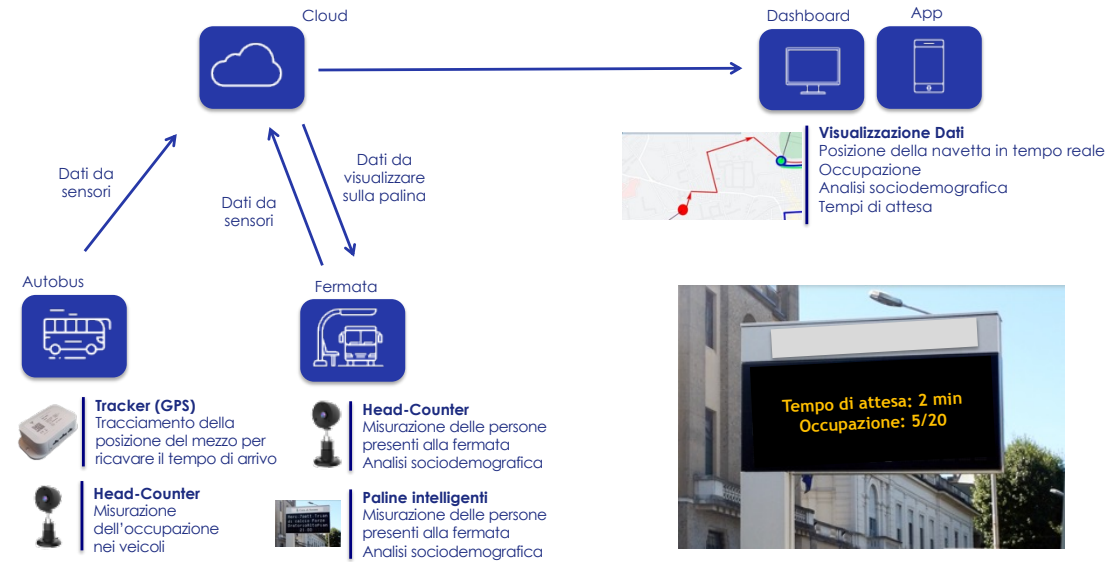 Cloud
Dashboard
App
Dati da
sensori
Dati da
sensori
Dati da
visualizzare
sulla palina
Visualizzazione Dati
Posizione della navetta in tempo reale
Occupazione
Analisi sociodemografica
Tempi di attesa
Autobus
Fermata
Tracker (GPS)
Tracciamento della
posizione del mezzo per
ricavare il tempo di arrivo
Head-Counter
Misurazione
dell'occupazione
nei veicoli
Head-Counter
Misurazione delle persone
presenti alla fermata
Analisi sociodemografica
Paline intelligenti
Misurazione delle persone
presenti alla fermata
Analisi sociodemografica
Tempo di attesa: 2 min
Occupazione: 5/20